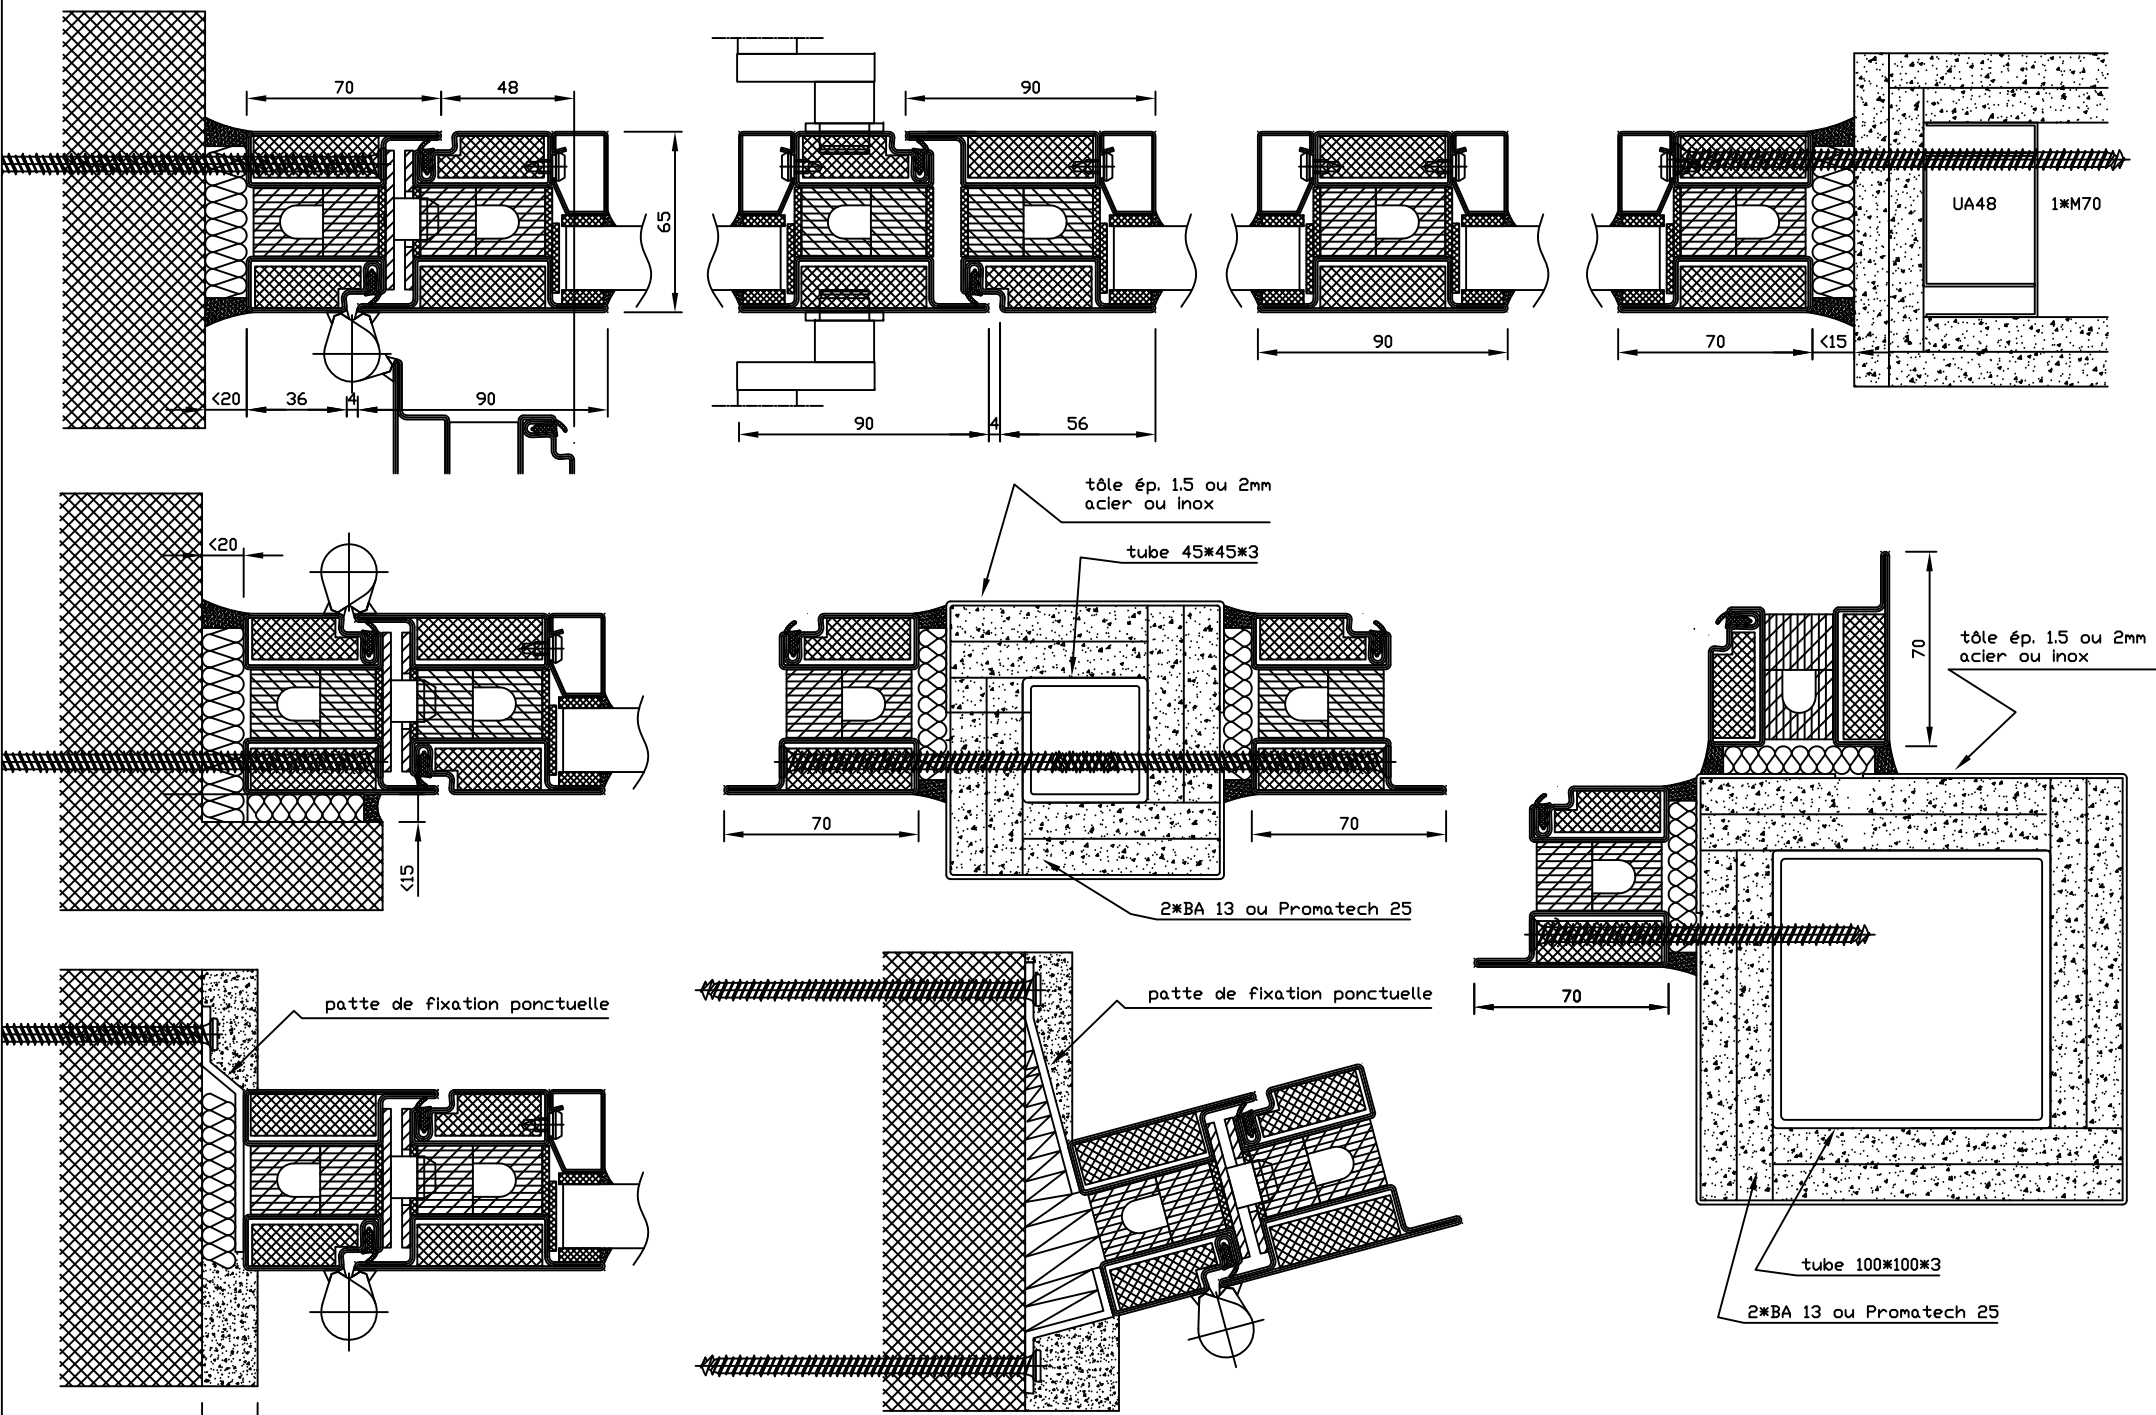 70
48
90
65
UA48
1*M70
<20
36
4
90
90
4
56
90
70
<15
tôle ép. 1.5 ou 2mm
acier ou inox
tube 45*45*3
<20
<15
70
70
2*BA 13 ou Promatech 25
70
tôle ép. 1.5 ou 2mm
acier ou inox
70
patte de fixation ponctuelle
patte de fixation ponctuelle
tube 100*100*3
2*BA 13 ou Promatech 25